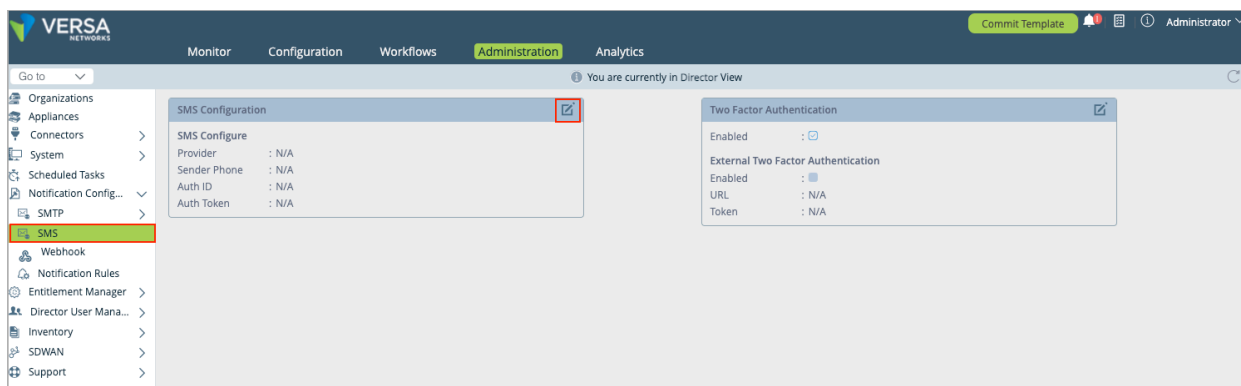 VERSA
NETWORKS
Commit Template
Administrator
Monitor Configuration Workflows Administration Analytics
Go to
You are currently in Director View
Organizations
Appliances
Connectors
System
Scheduled Tasks
Notification Config...
SMTP
SMS
Webhook
Notification Rules
Entitlement Manager
Director User Mana...
Inventory
SDWAN
Support
SMS Configuration
SMS Configure
Provider : N/A
Sender Phone : N/A
Auth ID : N/A
Auth Token : N/A
Two Factor Authentication
Enabled :
External Two Factor Authentication
Enabled :
URL : N/A
Token : N/A